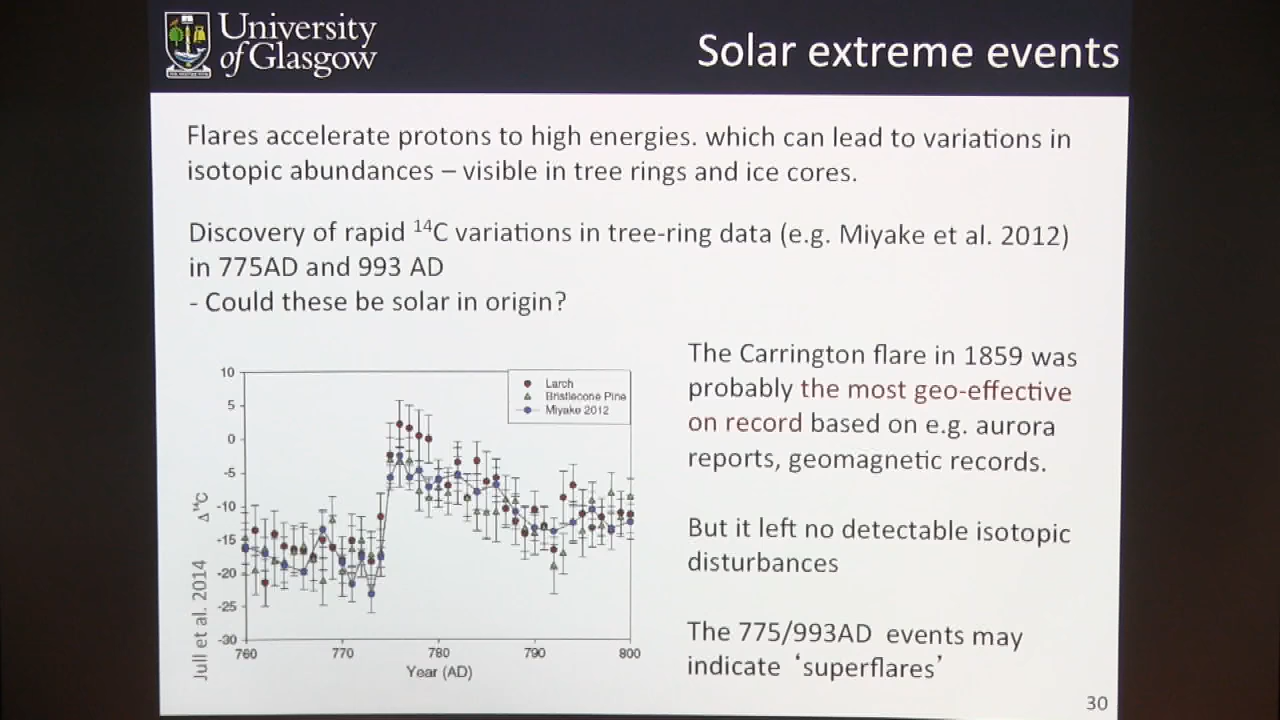 University
of Glasgow
Solar extreme events
Flares accelerate protons to high energies. which can lead to variations in
isotopic abundances – visible in tree rings and ice cores.
Discovery of rapid ¹⁴C variations in tree-ring data (e.g. Miyake et al. 2012)
in 775AD and 993 AD
- Could these be solar in origin?
The Carrington flare in 1859 was
probably the most geo-effective
on record based on e.g. aurora
reports, geomagnetic records.
But it left no detectable isotopic
disturbances
The 775/993AD events may
indicate ‘superflares’
Larch
Bristlecone Pine
Miyake 2012
10
5
0
-5
-10
-15
-20
-25
-30
Δ¹⁴C
Jull et al. 2014
760 770 780 790 800
Year (AD)
30